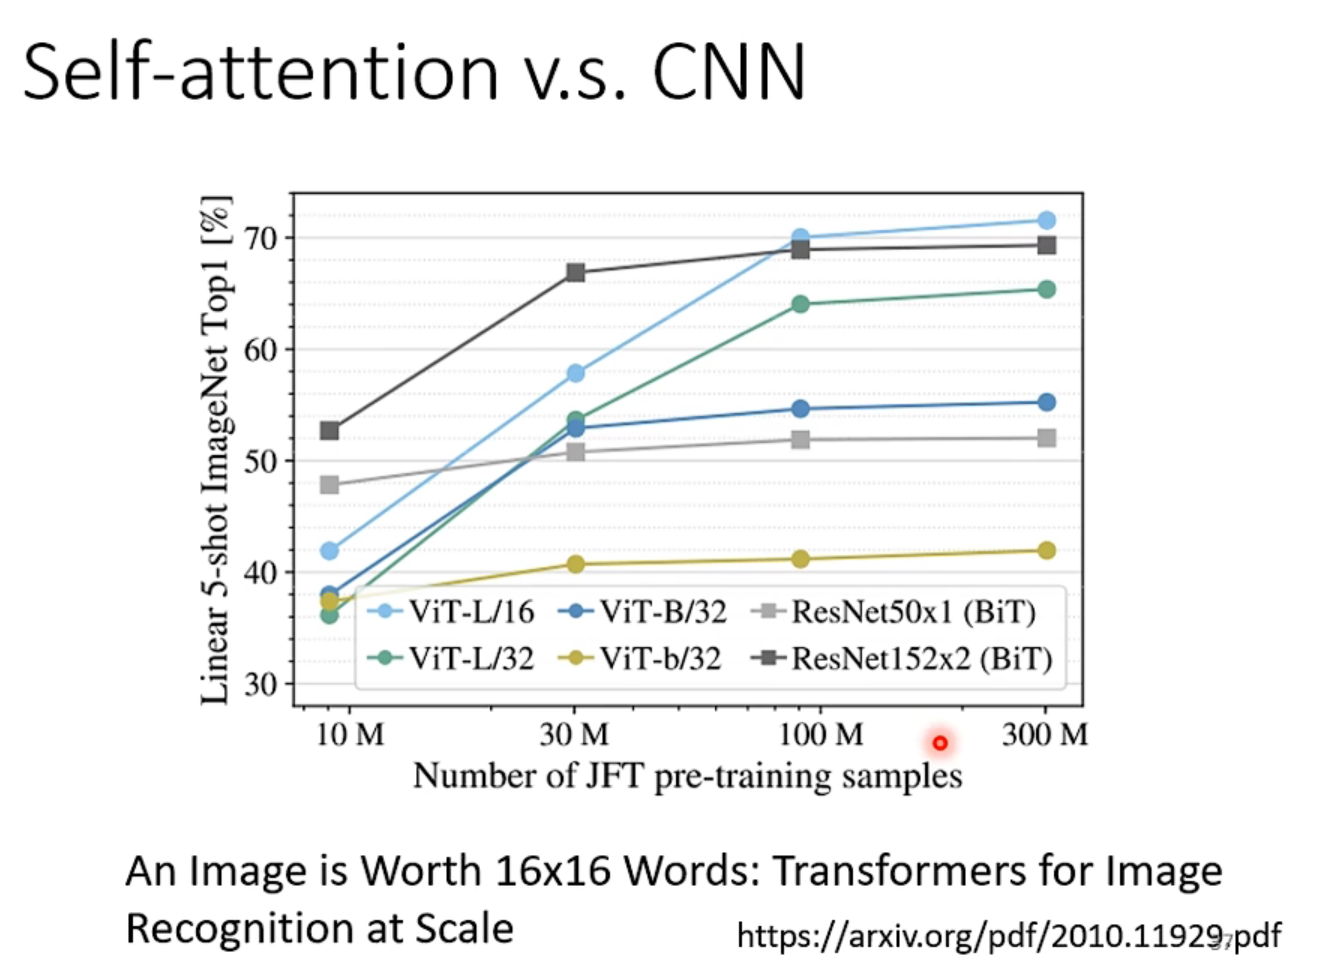 Self-attention v.s. CNN
Linear 5-shot ImageNet Top1 [%]
70
60
50
40
30
ViT-L/16 ViT-B/32 ResNet50x1 (BiT)
ViT-L/32 ViT-b/32 ResNet152x2 (BiT)
10 M 30 M 100 M 300 M
Number of JFT pre-training samples
An Image is Worth 16x16 Words: Transformers for Image
Recognition at Scale
https://arxiv.org/pdf/2010.11929.pdf
37